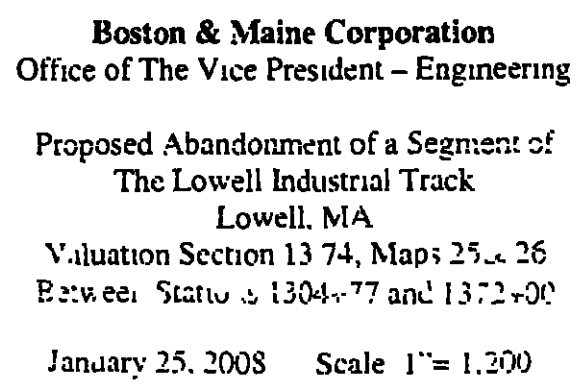 Boston & Maine Corporation
Office of The Vice President – Engineering
Proposed Abandonment of a Segment of
The Lowell Industrial Track
Lowell, MA
Valuation Section 13 74, Maps 25 & 26
Between Stations 1304+77 and 1372+00
January 25, 2008 Scale 1"= 1,200